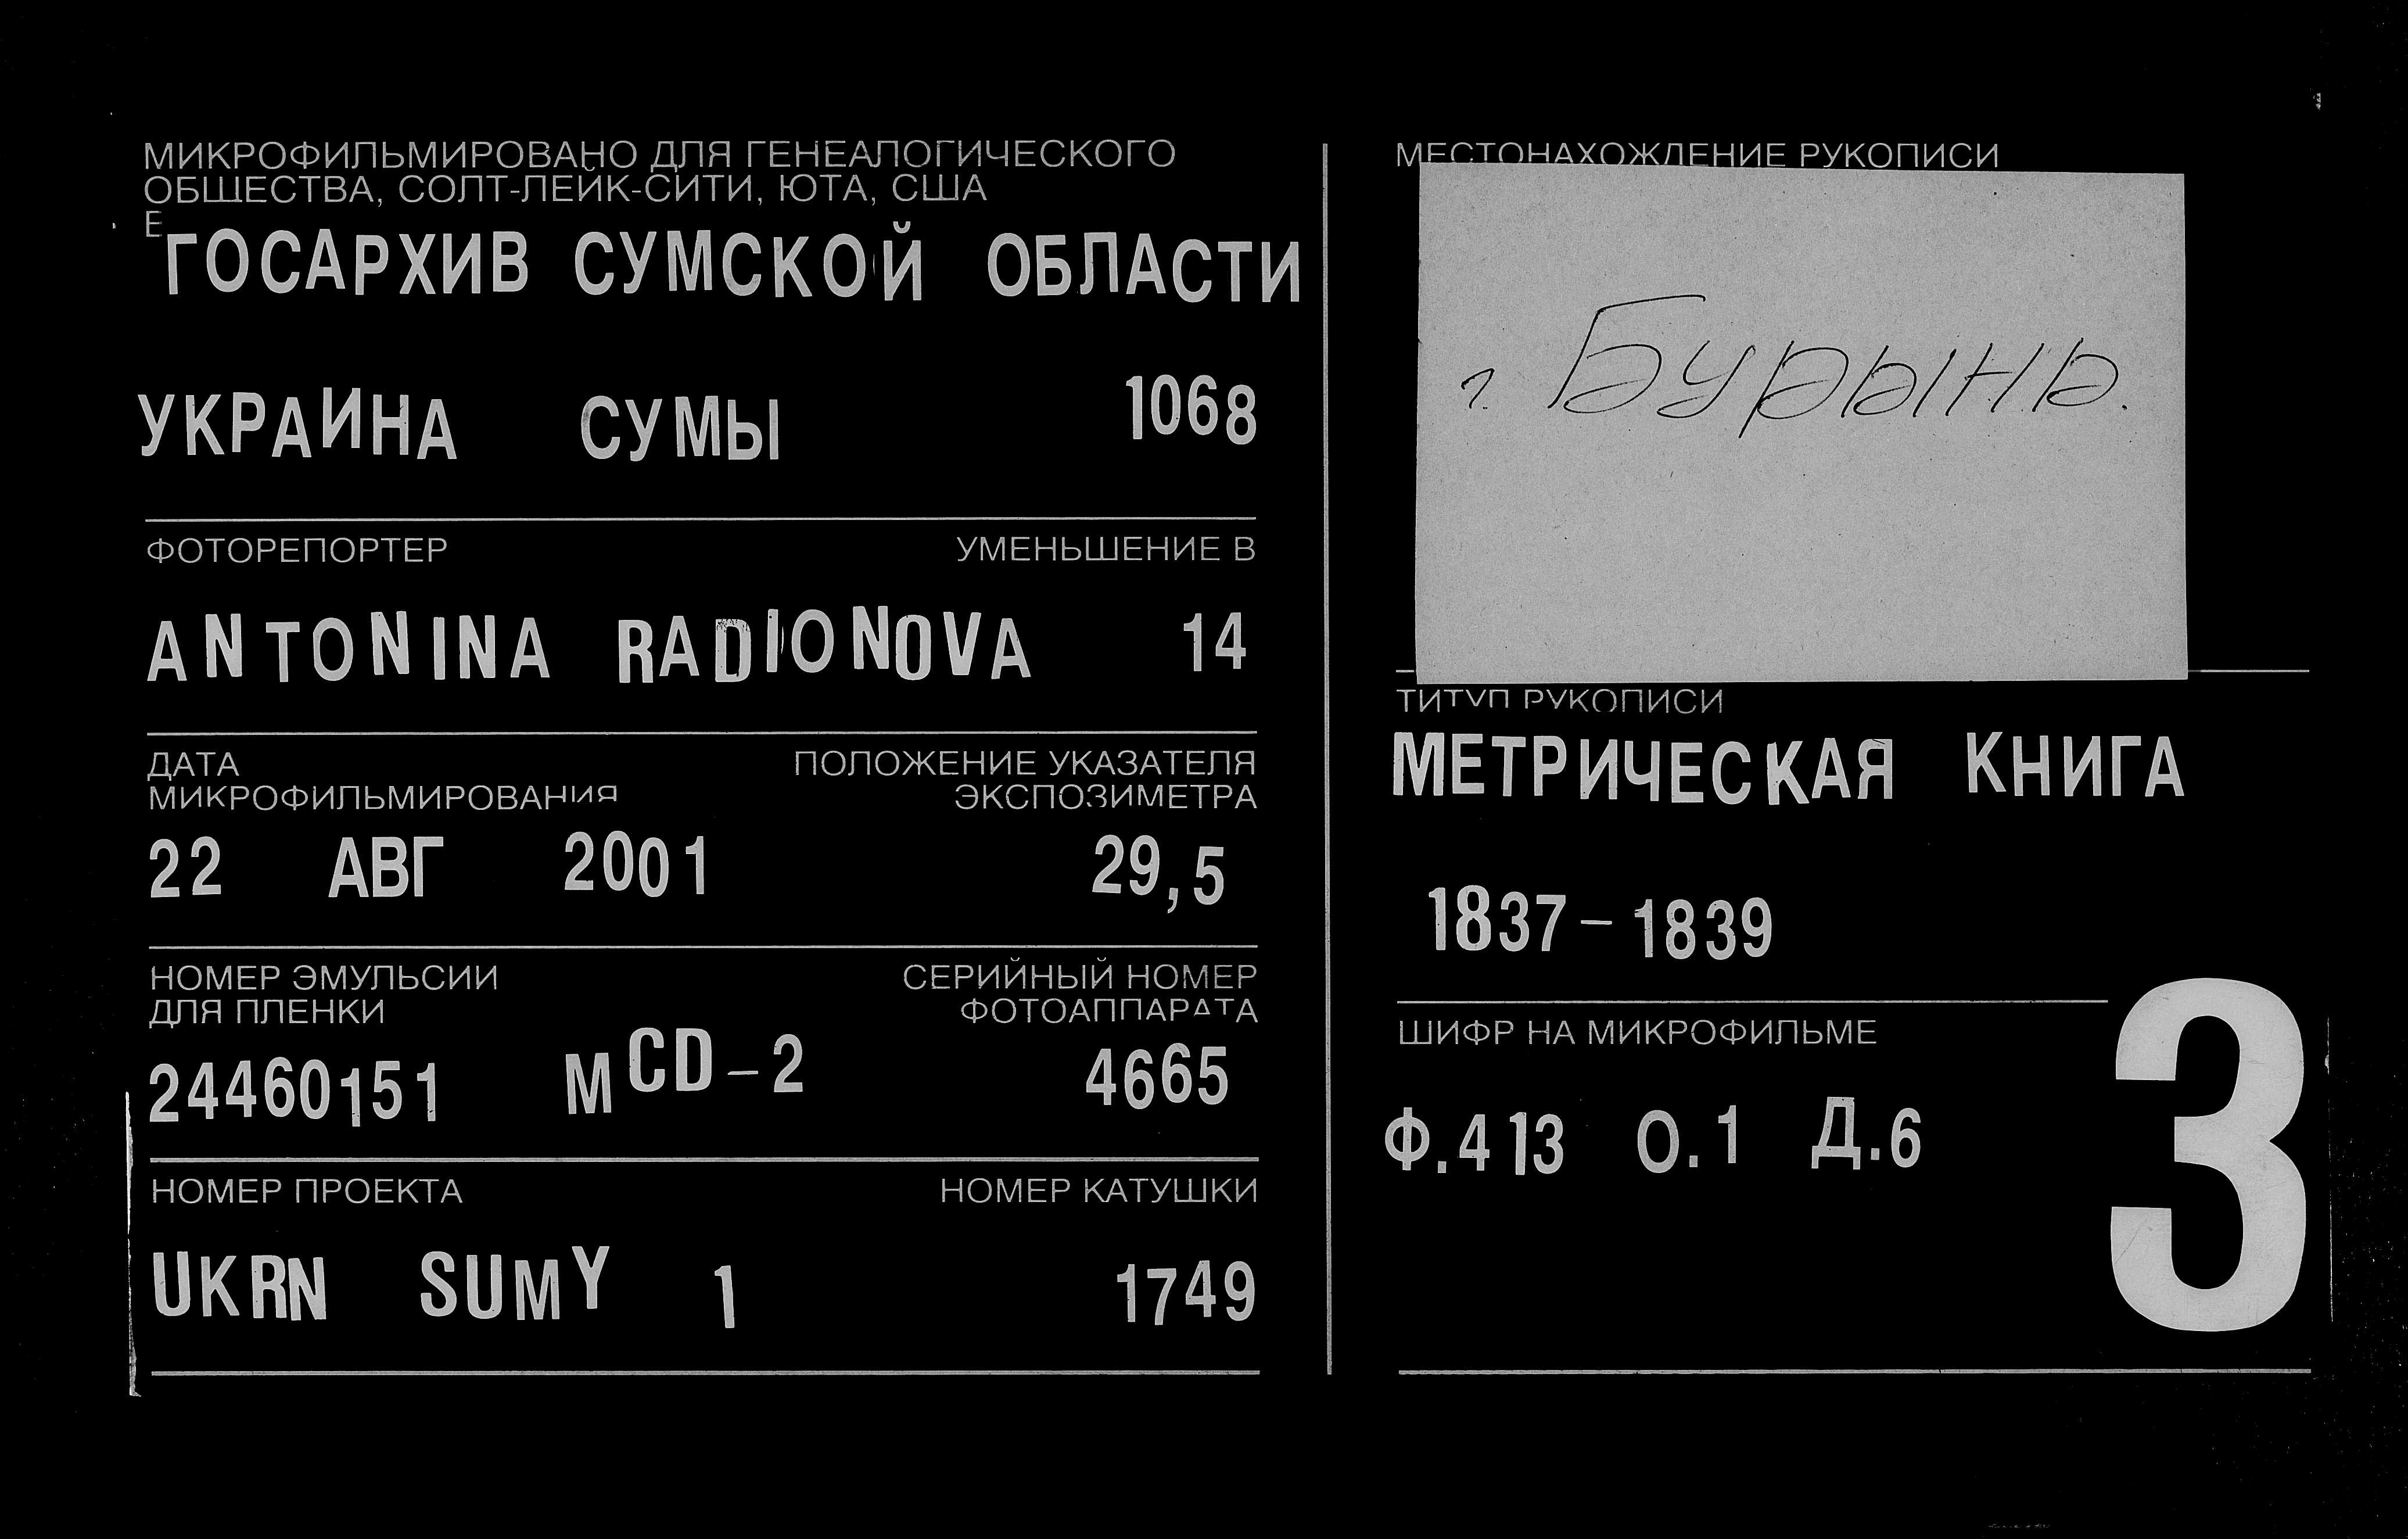 МИКРОФИЛЬМИРОВАНО ДЛЯ ГЕНЕАЛОГИЧЕСКОГО
ОБЩЕСТВА, СОЛТ-ЛЕЙК-СИТИ, ЮТА, США
Е
ГОСАРХИВ СУМСКОЙ ОБЛАСТИ
УКРАИНА СУМЫ 1068
ФОТОРЕПОРТЕР УМЕНЬШЕНИЕ В
ANTONINA RADIONOVA 14
ДАТА ПОЛОЖЕНИЕ УКАЗАТЕЛЯ
МИКРОФИЛЬМИРОВАНИЯ ЭКСПОЗИМЕТРА
22 АВГ 2001 29,5
НОМЕР ЭМУЛЬСИИ СЕРИЙНЫЙ НОМЕР
ДЛЯ ПЛЕНКИ ФОТОАППАРАТА
24460151 MCD-2 4665
НОМЕР ПРОЕКТА НОМЕР КАТУШКИ
UKRN SUMY 1 1749
МЕСТОНАХОЖДЕНИЕ РУКОПИСИ
г. Бурынь.
ТИТУЛ РУКОПИСИ
МЕТРИЧЕСКАЯ КНИГА
1837-1839
ШИФР НА МИКРОФИЛЬМЕ
Ф.413 О.1 Д.6
3